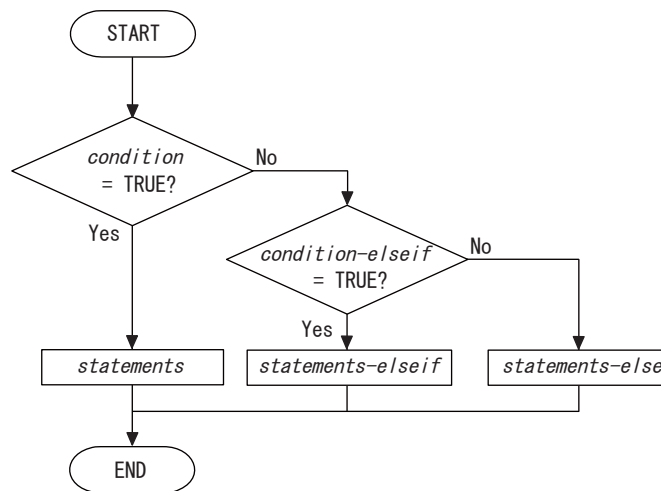 START
condition
= TRUE?
No
Yes
condition-elseif
= TRUE?
No
Yes
statements
statements-elseif
statements-else
END